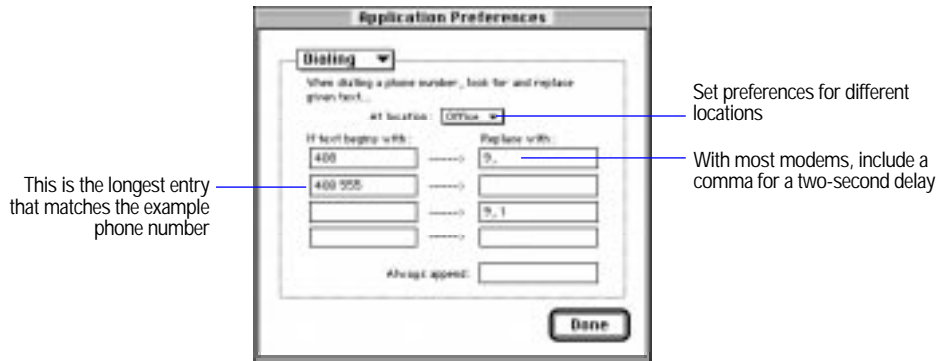 Application Preferences
Dialing
When dialing a phone number, look for and replace
given text...
At location: Office
If text begins with: Replace with:
408 -----> 9,
408 555 ----->
-----> 9,1
----->
Always append:
Done
Set preferences for different
locations
With most modems, include a
comma for a two-second delay
This is the longest entry
that matches the example
phone number